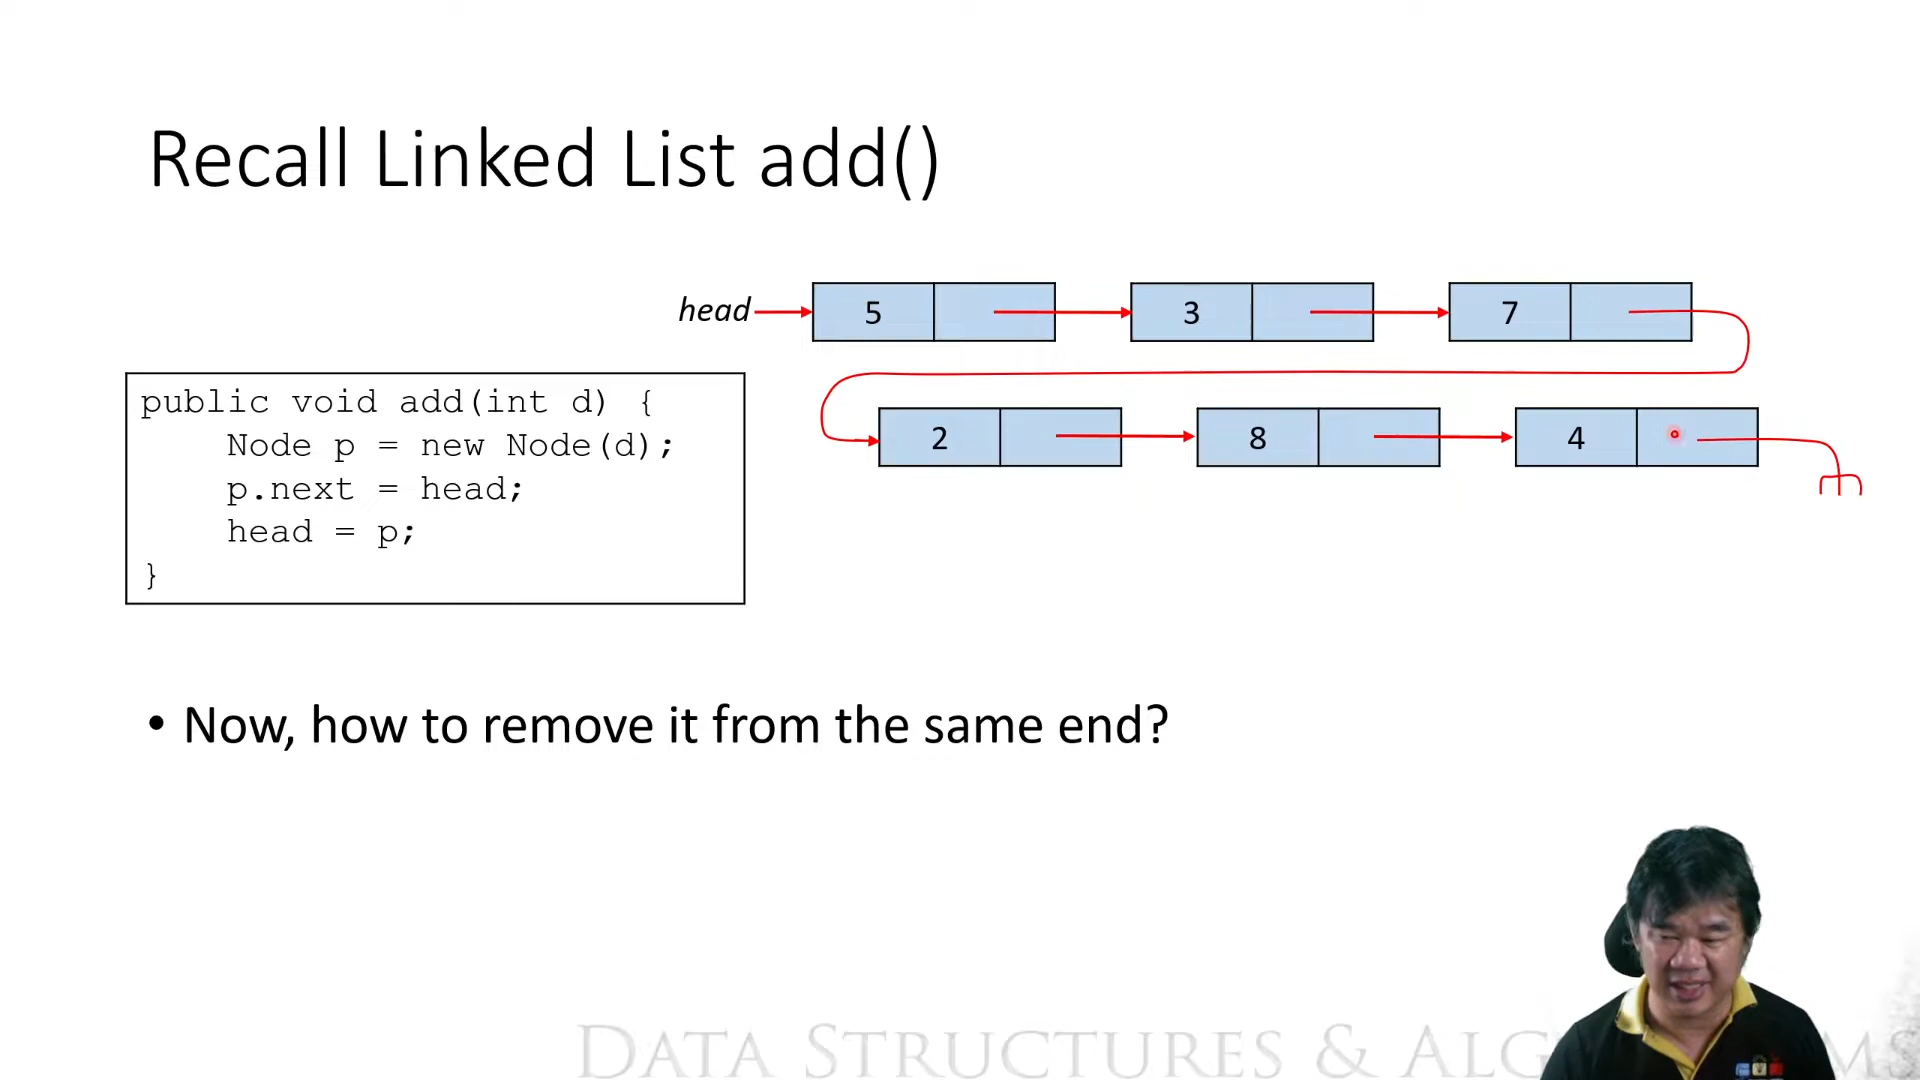 Recall Linked List add()
head 5 3 7
public void add(int d) {
Node p = new Node(d);
p.next = head;
head = p;
}
2 8 4
• Now, how to remove it from the same end?
DATA STRUCTURES & ALG MS